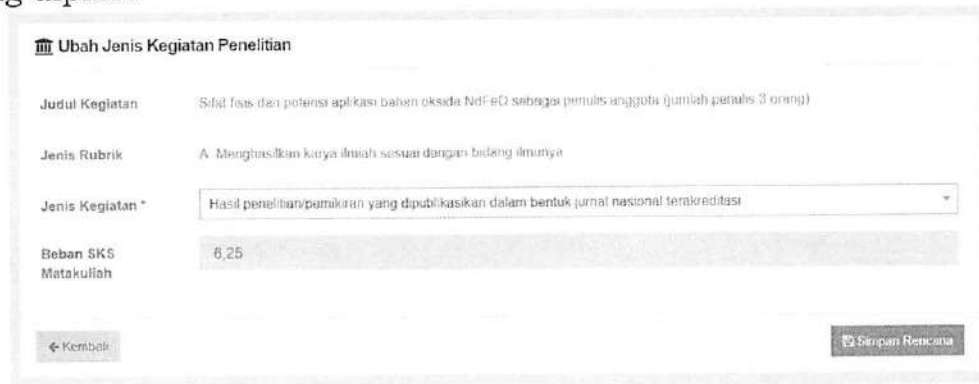 Ubah Jenis Kegiatan Penelitian
Judul Kegiatan Sifat fisis dan potensi aplikasi bahan oksida NdFeO sebagai penulis anggota (jumlah penulis 3 orang)
Jenis Rubrik A. Menghasilkan karya ilmiah sesuai dengan bidang ilmunya
Jenis Kegiatan * Hasil penelitian/pemikiran yang dipublikasikan dalam bentuk jurnal nasional terakreditasi
Beban SKS 6,25
Matakuliah
Kembali Simpan Rencana